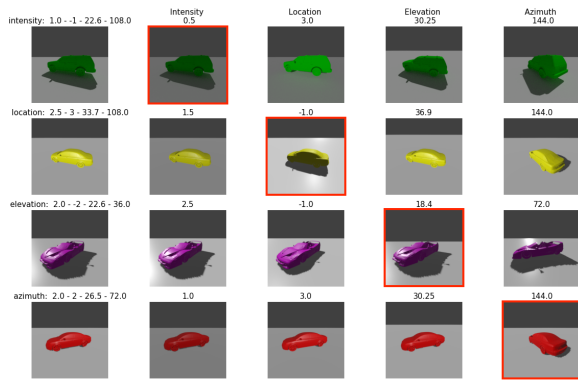 Intensity Location Elevation Azimuth
intensity: 1.0 - -1 - 22.6 - 108.0 0.5 3.0 30.25 144.0
location: 2.5 - 3 - 33.7 - 108.0 1.5 -1.0 36.9 144.0
elevation: 2.0 - -2 - 22.6 - 36.0 2.5 -1.0 18.4 72.0
azimuth: 2.0 - 2 - 26.5 - 72.0 1.0 3.0 30.25 144.0